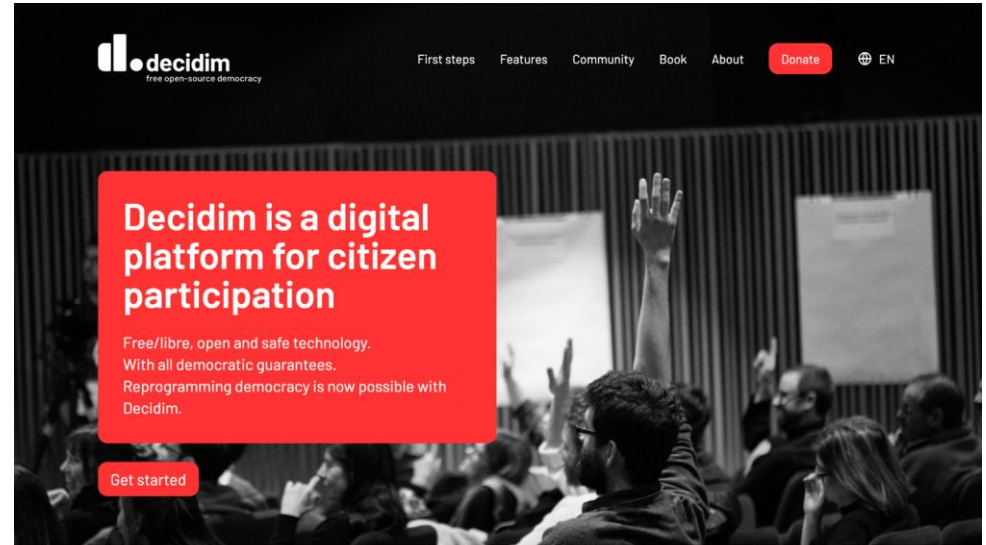 decidim
free open-source democracy
First steps Features Community Book About Donate EN
Decidim is a digital
platform for citizen
participation
Free/libre, open and safe technology.
With all democratic guarantees.
Reprogramming democracy is now possible with
Decidim.
Get started